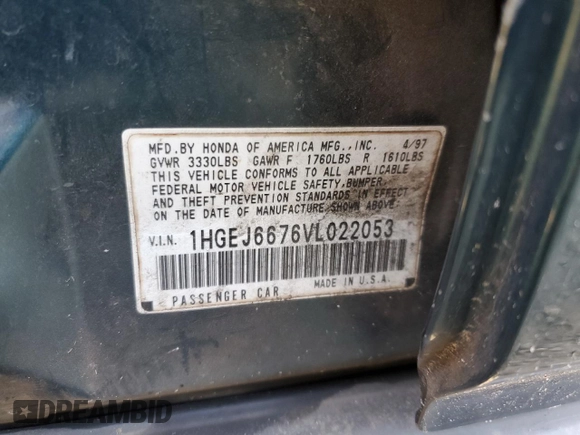 MFD.BY HONDA OF AMERICA MFG.,INC. 4/97
GVWR 3330LBS GAWR F 1760LBS R 1610LBS
THIS VEHICLE CONFORMS TO ALL APPLICABLE
FEDERAL MOTOR VEHICLE SAFETY,BUMPER
AND THEFT PREVENTION STANDARDS IN EFFECT
ON THE DATE OF MANUFACTURE SHOWN ABOVE.
V.I.N. 1HGEJ6676VL022053
PASSENGER CAR MADE IN U.S.A.
DREAMBID